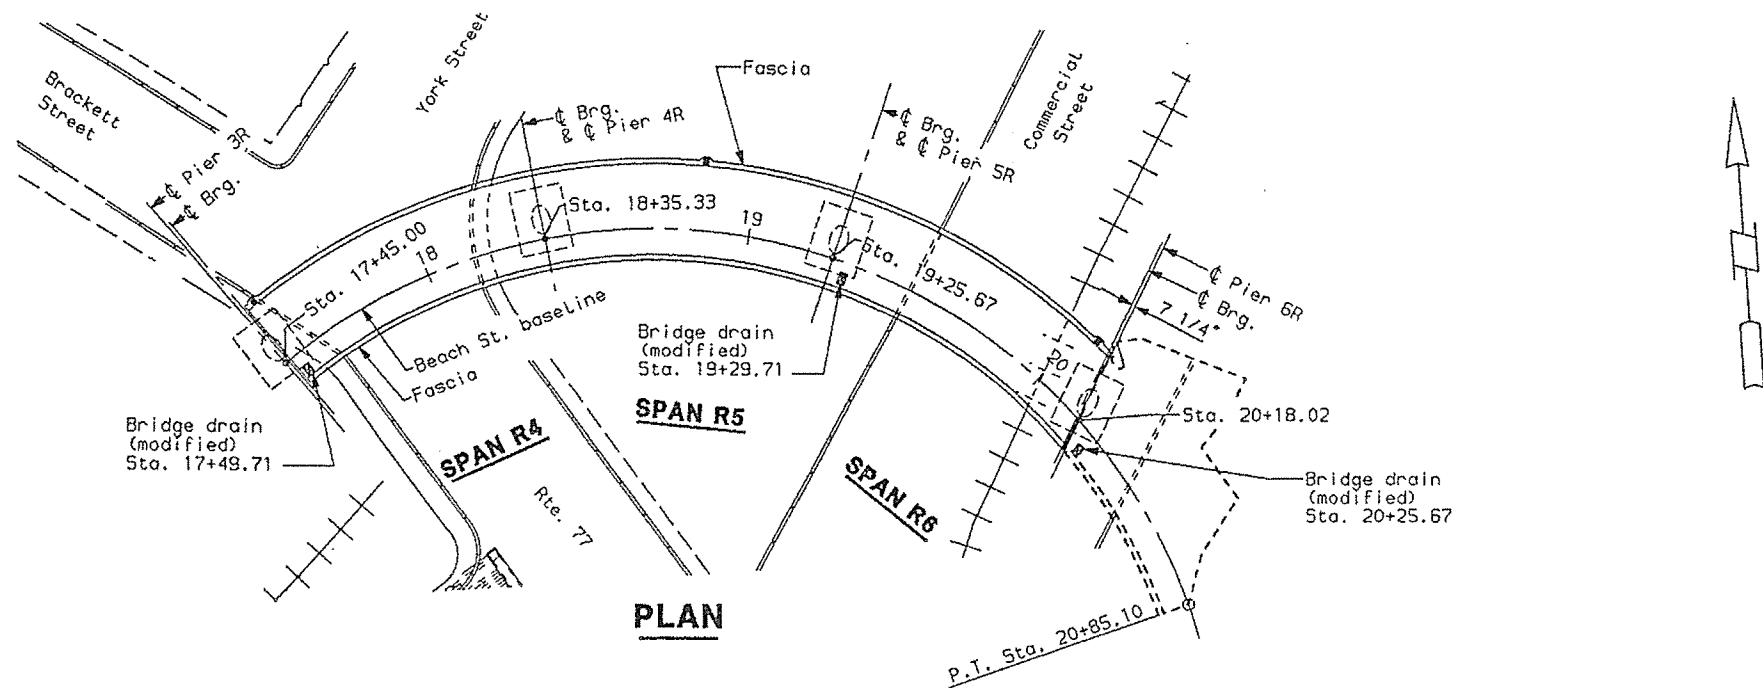 Brackett
Street
York Street
Fascia
Commercial
Street
℄ Pier 3R
℄ Brg.
℄ Brg.
& ℄ Pier 4R
℄ Brg.
& ℄ Pier 5R
℄ Pier 6R
℄ Brg.
7 1/4"
Sta. 17+45.00
18
Sta. 18+35.33
19
Sta. 19+25.67
20
Sta. 20+18.02
Beach St. baseline
Fascia
Bridge drain
(modified)
Sta. 17+49.71
Bridge drain
(modified)
Sta. 19+29.71
Bridge drain
(modified)
Sta. 20+25.67
SPAN R4
SPAN R5
SPAN R6
Rte. 77
P.T. Sta. 20+85.10
PLAN